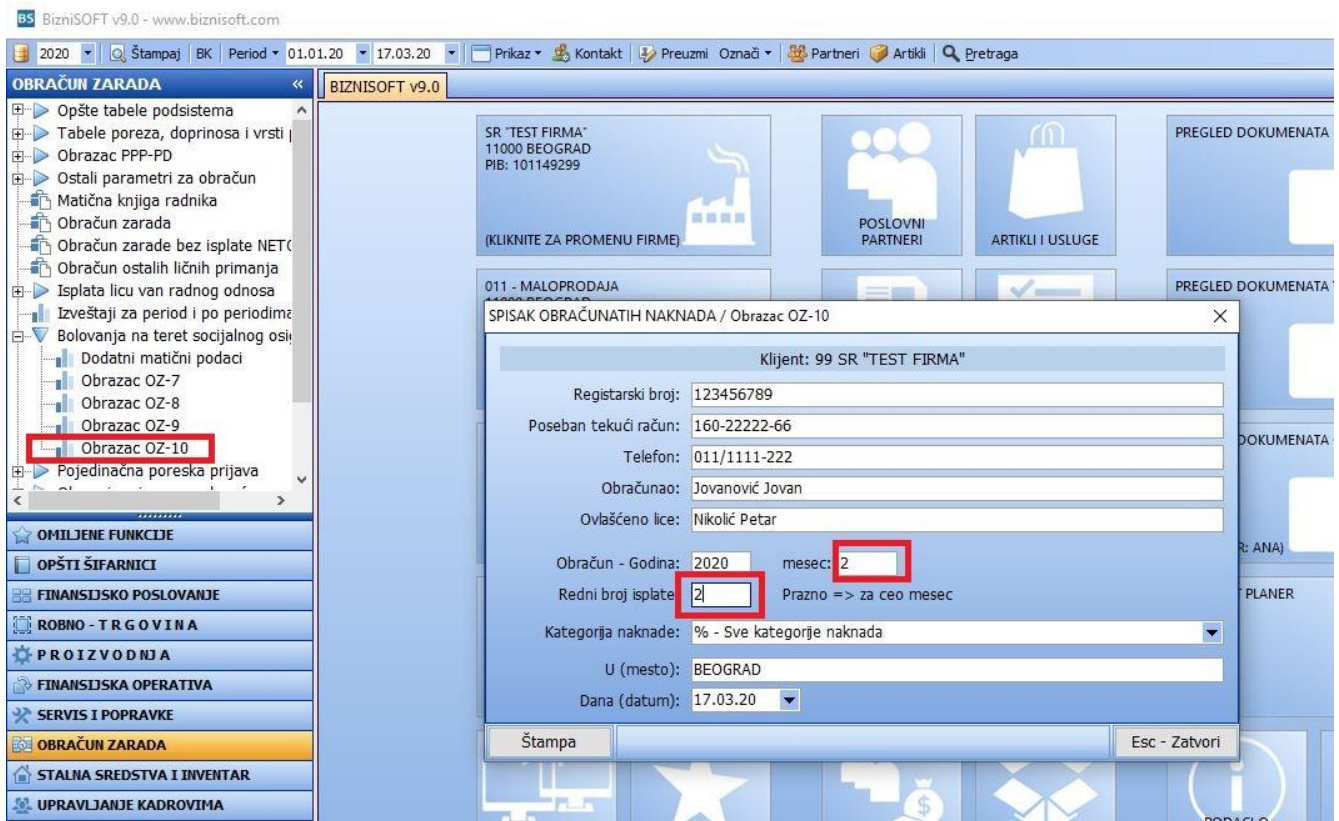 BS BizniSOFT v9.0 - www.biznisoft.com
2020 Štampaj BK Period 01.01.20 17.03.20 Prikaz Kontakt Preuzmi Označi Partneri Artikli Pretraga
OBRAČUN ZARADA «
BIZNISOFT v9.0
Opšte tabele podsistema
Tabele poreza, doprinosa i vrsti
Obrazac PPP-PD
Ostali parametri za obračun
Matična knjiga radnika
Obračun zarada
Obračun zarade bez isplate NET
Obračun ostalih ličnih primanja
Isplata licu van radnog odnosa
Izveštaji za period i po periodima
Bolovanja na teret socijalnog osi
Dodatni matični podaci
Obrazac OZ-7
Obrazac OZ-8
Obrazac OZ-9
Obrazac OZ-10
Pojedinačna poreska prijava
OMILJENE FUNKCIJE
OPŠTI ŠIFARNICI
FINANSIJSKO POSLOVANJE
ROBNO - T R G O V I N A
P R O I Z V O D NJ A
FINANSIJSKA OPERATIVA
SERVIS I POPRAVKE
OBRAČUN ZARADA
STALNA SREDSTVA I INVENTAR
UPRAVLJANJE KADROVIMA
SR "TEST FIRMA"
11000 BEOGRAD
PIB: 101149299
(KLIKNITE ZA PROMENU FIRME)
POSLOVNI
PARTNERI
ARTIKLI I USLUGE
PREGLED DOKUMENATA
011 - MALOPRODAJA
PREGLED DOKUMENATA
SPISAK OBRAČUNATIH NAKNADA / Obrazac OZ-10
Klijent: 99 SR "TEST FIRMA"
Registarski broj: 123456789
Poseban tekući račun: 160-22222-66
Telefon: 011/1111-222
Obračunao: Jovanović Jovan
Ovlašćeno lice: Nikolić Petar
Obračun - Godina: 2020 mesec: 2
Redni broj isplate 2 Prazno => za ceo mesec
Kategorija naknade: % - Sve kategorije naknada
U (mesto): BEOGRAD
Dana (datum): 17.03.20
Štampa
Esc - Zatvori
DOKUMENATA
R: ANA)
PLANER